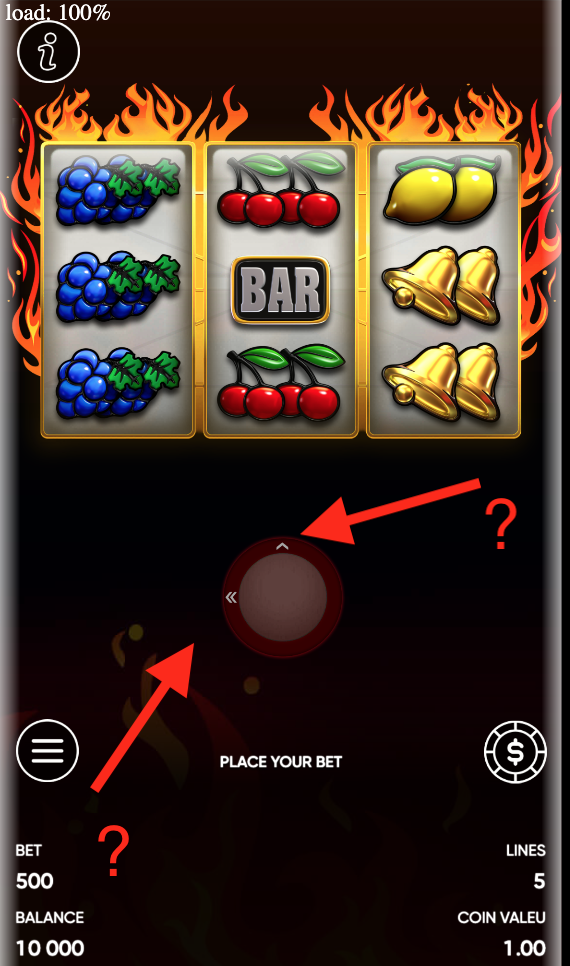 load: 100%
i
BAR
?
^
«
$
PLACE YOUR BET
?
BET
LINES
500
5
BALANCE
COIN VALEU
10 000
1.00